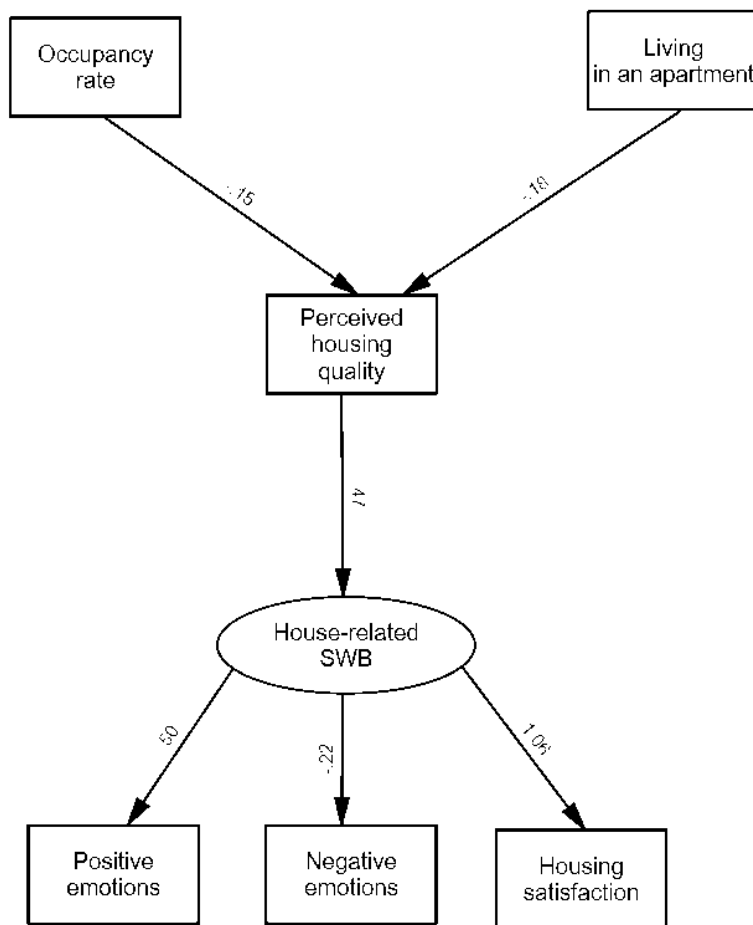 Occupancy
rate
Living
in an apartment
-.15
-.18
Perceived
housing
quality
.47
House-related
SWB
.50
-.22
1.06
Positive
emotions
Negative
emotions
Housing
satisfaction